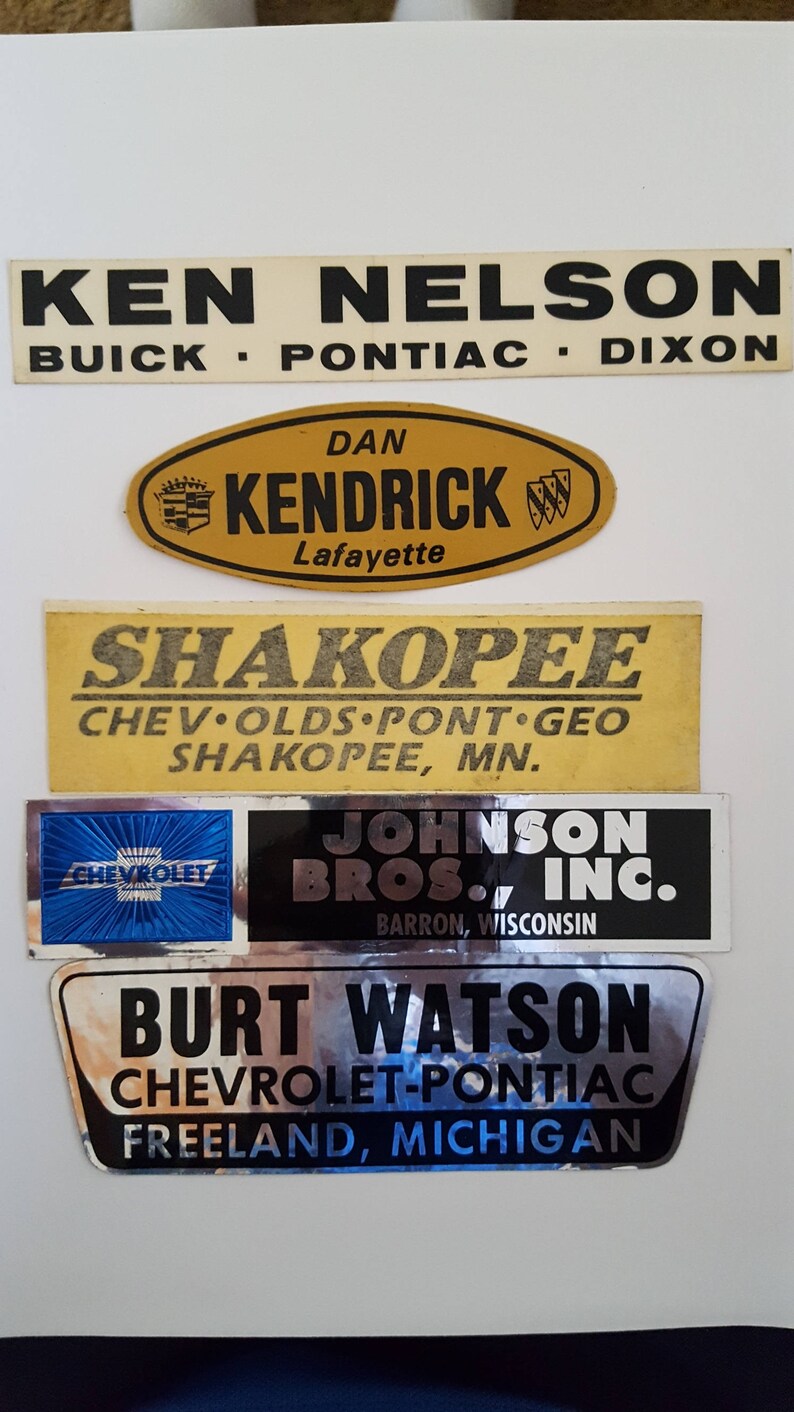 KEN NELSON
BUICK · PONTIAC · DIXON
DAN
KENDRICK
Lafayette
SHAKOPEE
CHEV•OLDS•PONT•GEO
SHAKOPEE, MN.
CHEVROLET
JOHNSON
BROS., INC.
BARRON, WISCONSIN
BURT WATSON
CHEVROLET-PONTIAC
FREELAND, MICHIGAN